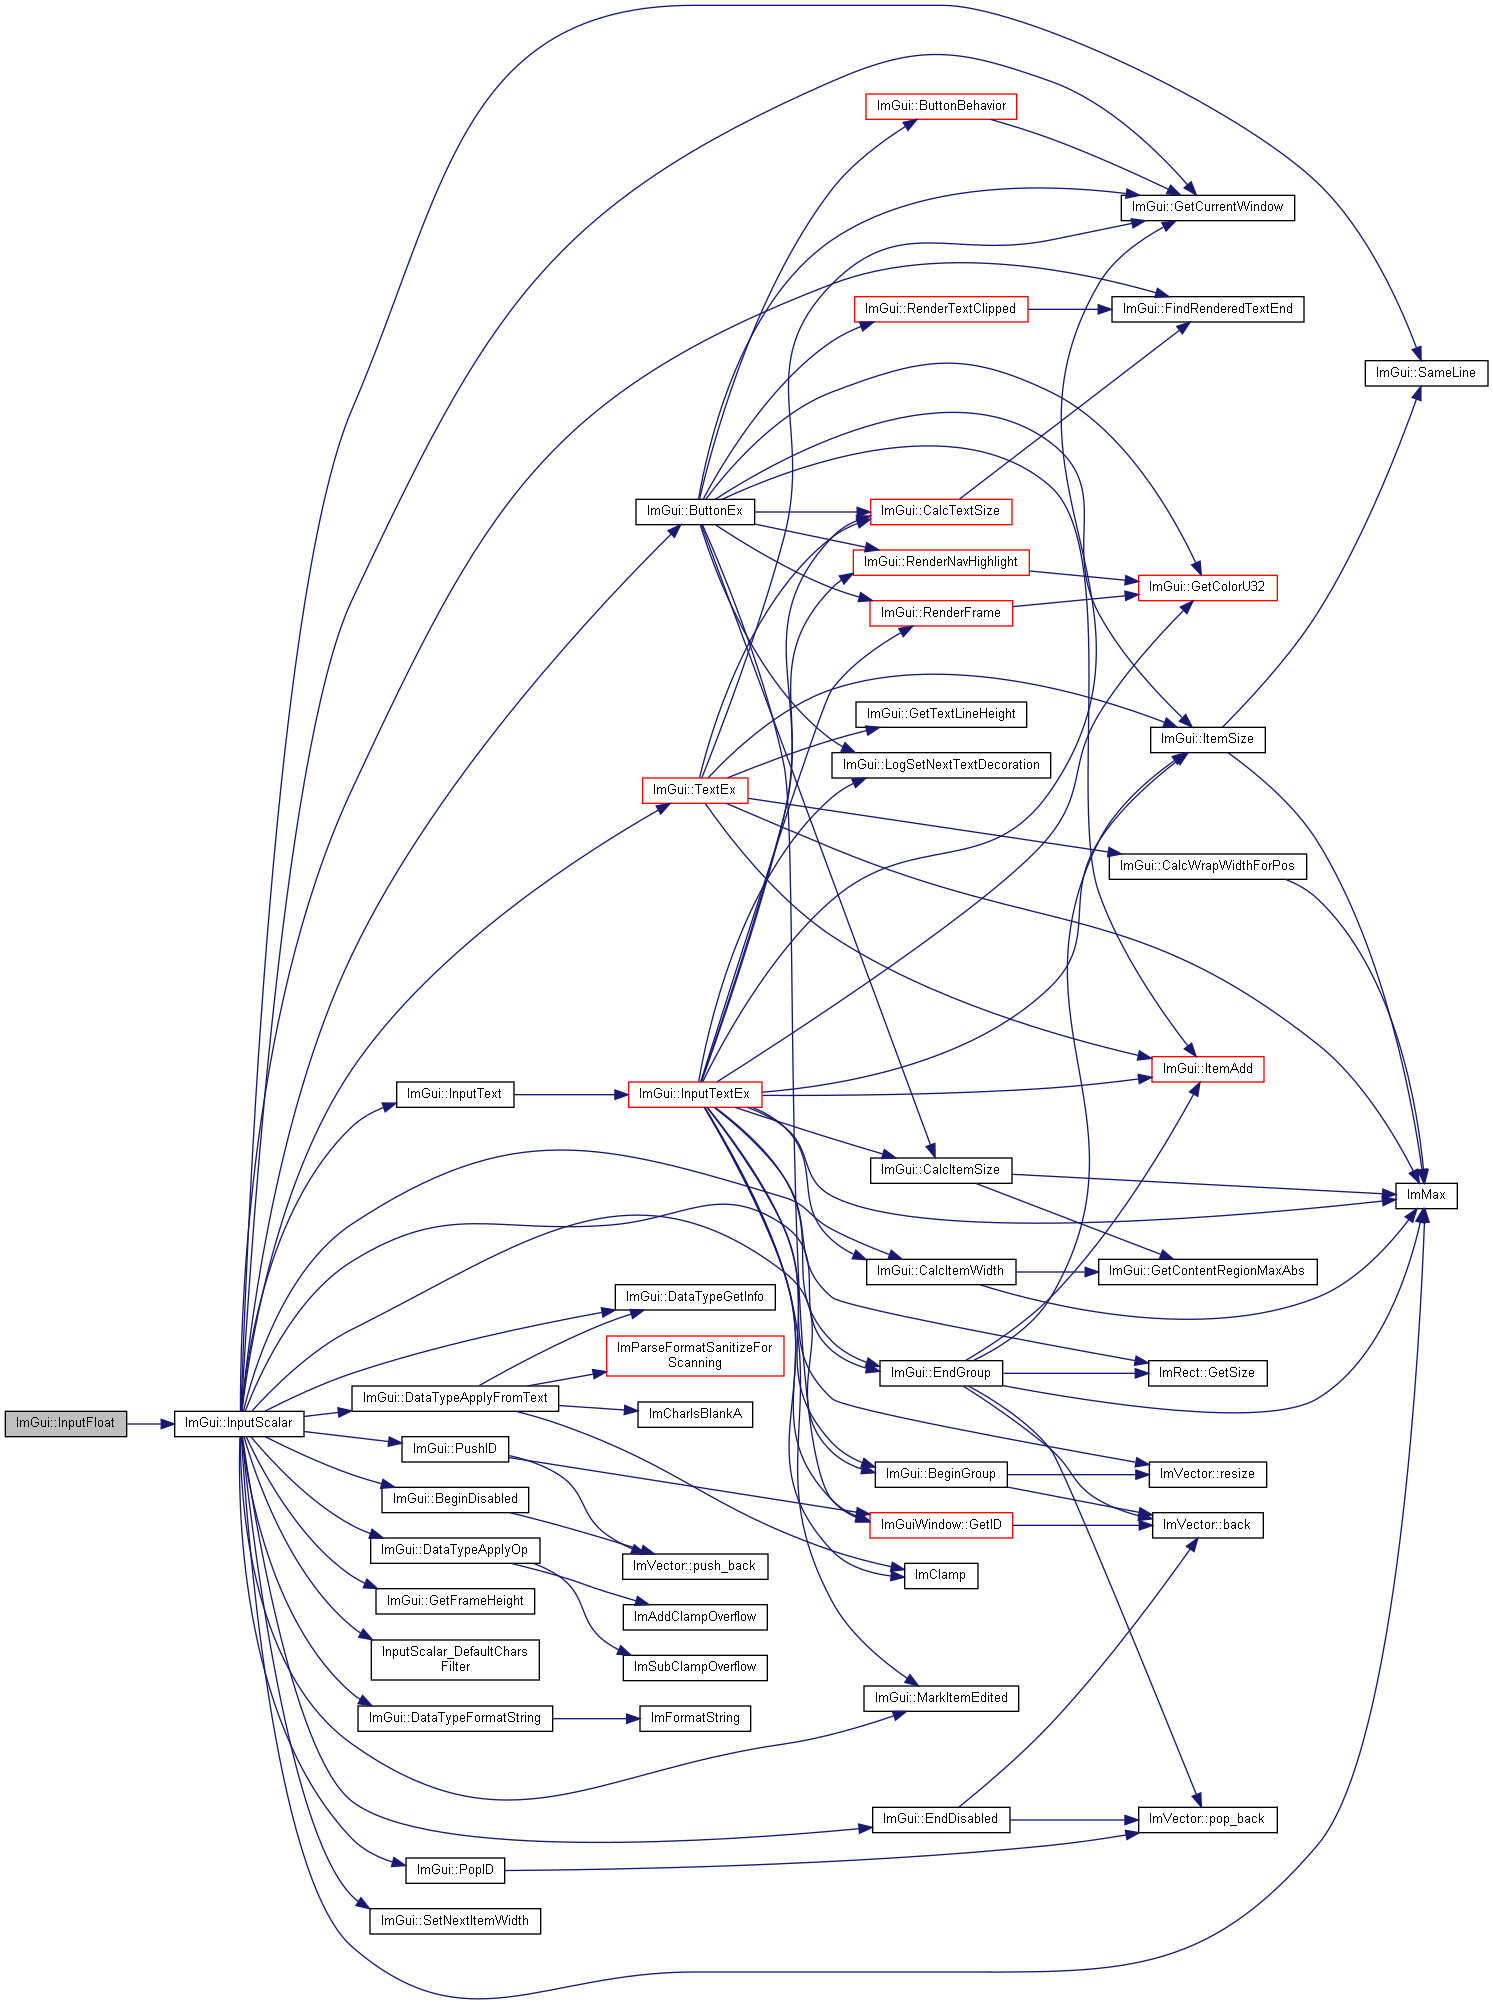 ImGui::ButtonBehavior
ImGui::GetCurrentWindow
ImGui::RenderTextClipped
ImGui::FindRenderedTextEnd
ImGui::SameLine
ImGui::ButtonEx
ImGui::CalcTextSize
ImGui::RenderNavHighlight
ImGui::GetColorU32
ImGui::RenderFrame
ImGui::GetTextLineHeight
ImGui::ItemSize
ImGui::LogSetNextTextDecoration
ImGui::TextEx
ImGui::CalcWrapWidthForPos
ImGui::ItemAdd
ImGui::InputText
ImGui::InputTextEx
ImGui::CalcItemSize
ImMax
ImGui::CalcItemWidth
ImGui::GetContentRegionMaxAbs
ImGui::DataTypeGetInfo
ImParseFormatSanitizeFor
Scanning
ImGui::EndGroup
ImRect::GetSize
ImGui::DataTypeApplyFromText
ImCharIsBlankA
ImGui::InputFloat
ImGui::InputScalar
ImGui::PushID
ImGui::BeginGroup
ImVector::resize
ImGui::BeginDisabled
ImGuiWindow::GetID
ImVector::back
ImGui::DataTypeApplyOp
ImVector::push_back
ImClamp
ImGui::GetFrameHeight
ImAddClampOverflow
InputScalar_DefaultChars
Filter
ImSubClampOverflow
ImGui::MarkItemEdited
ImGui::DataTypeFormatString
ImFormatString
ImGui::EndDisabled
ImVector::pop_back
ImGui::PopID
ImGui::SetNextItemWidth